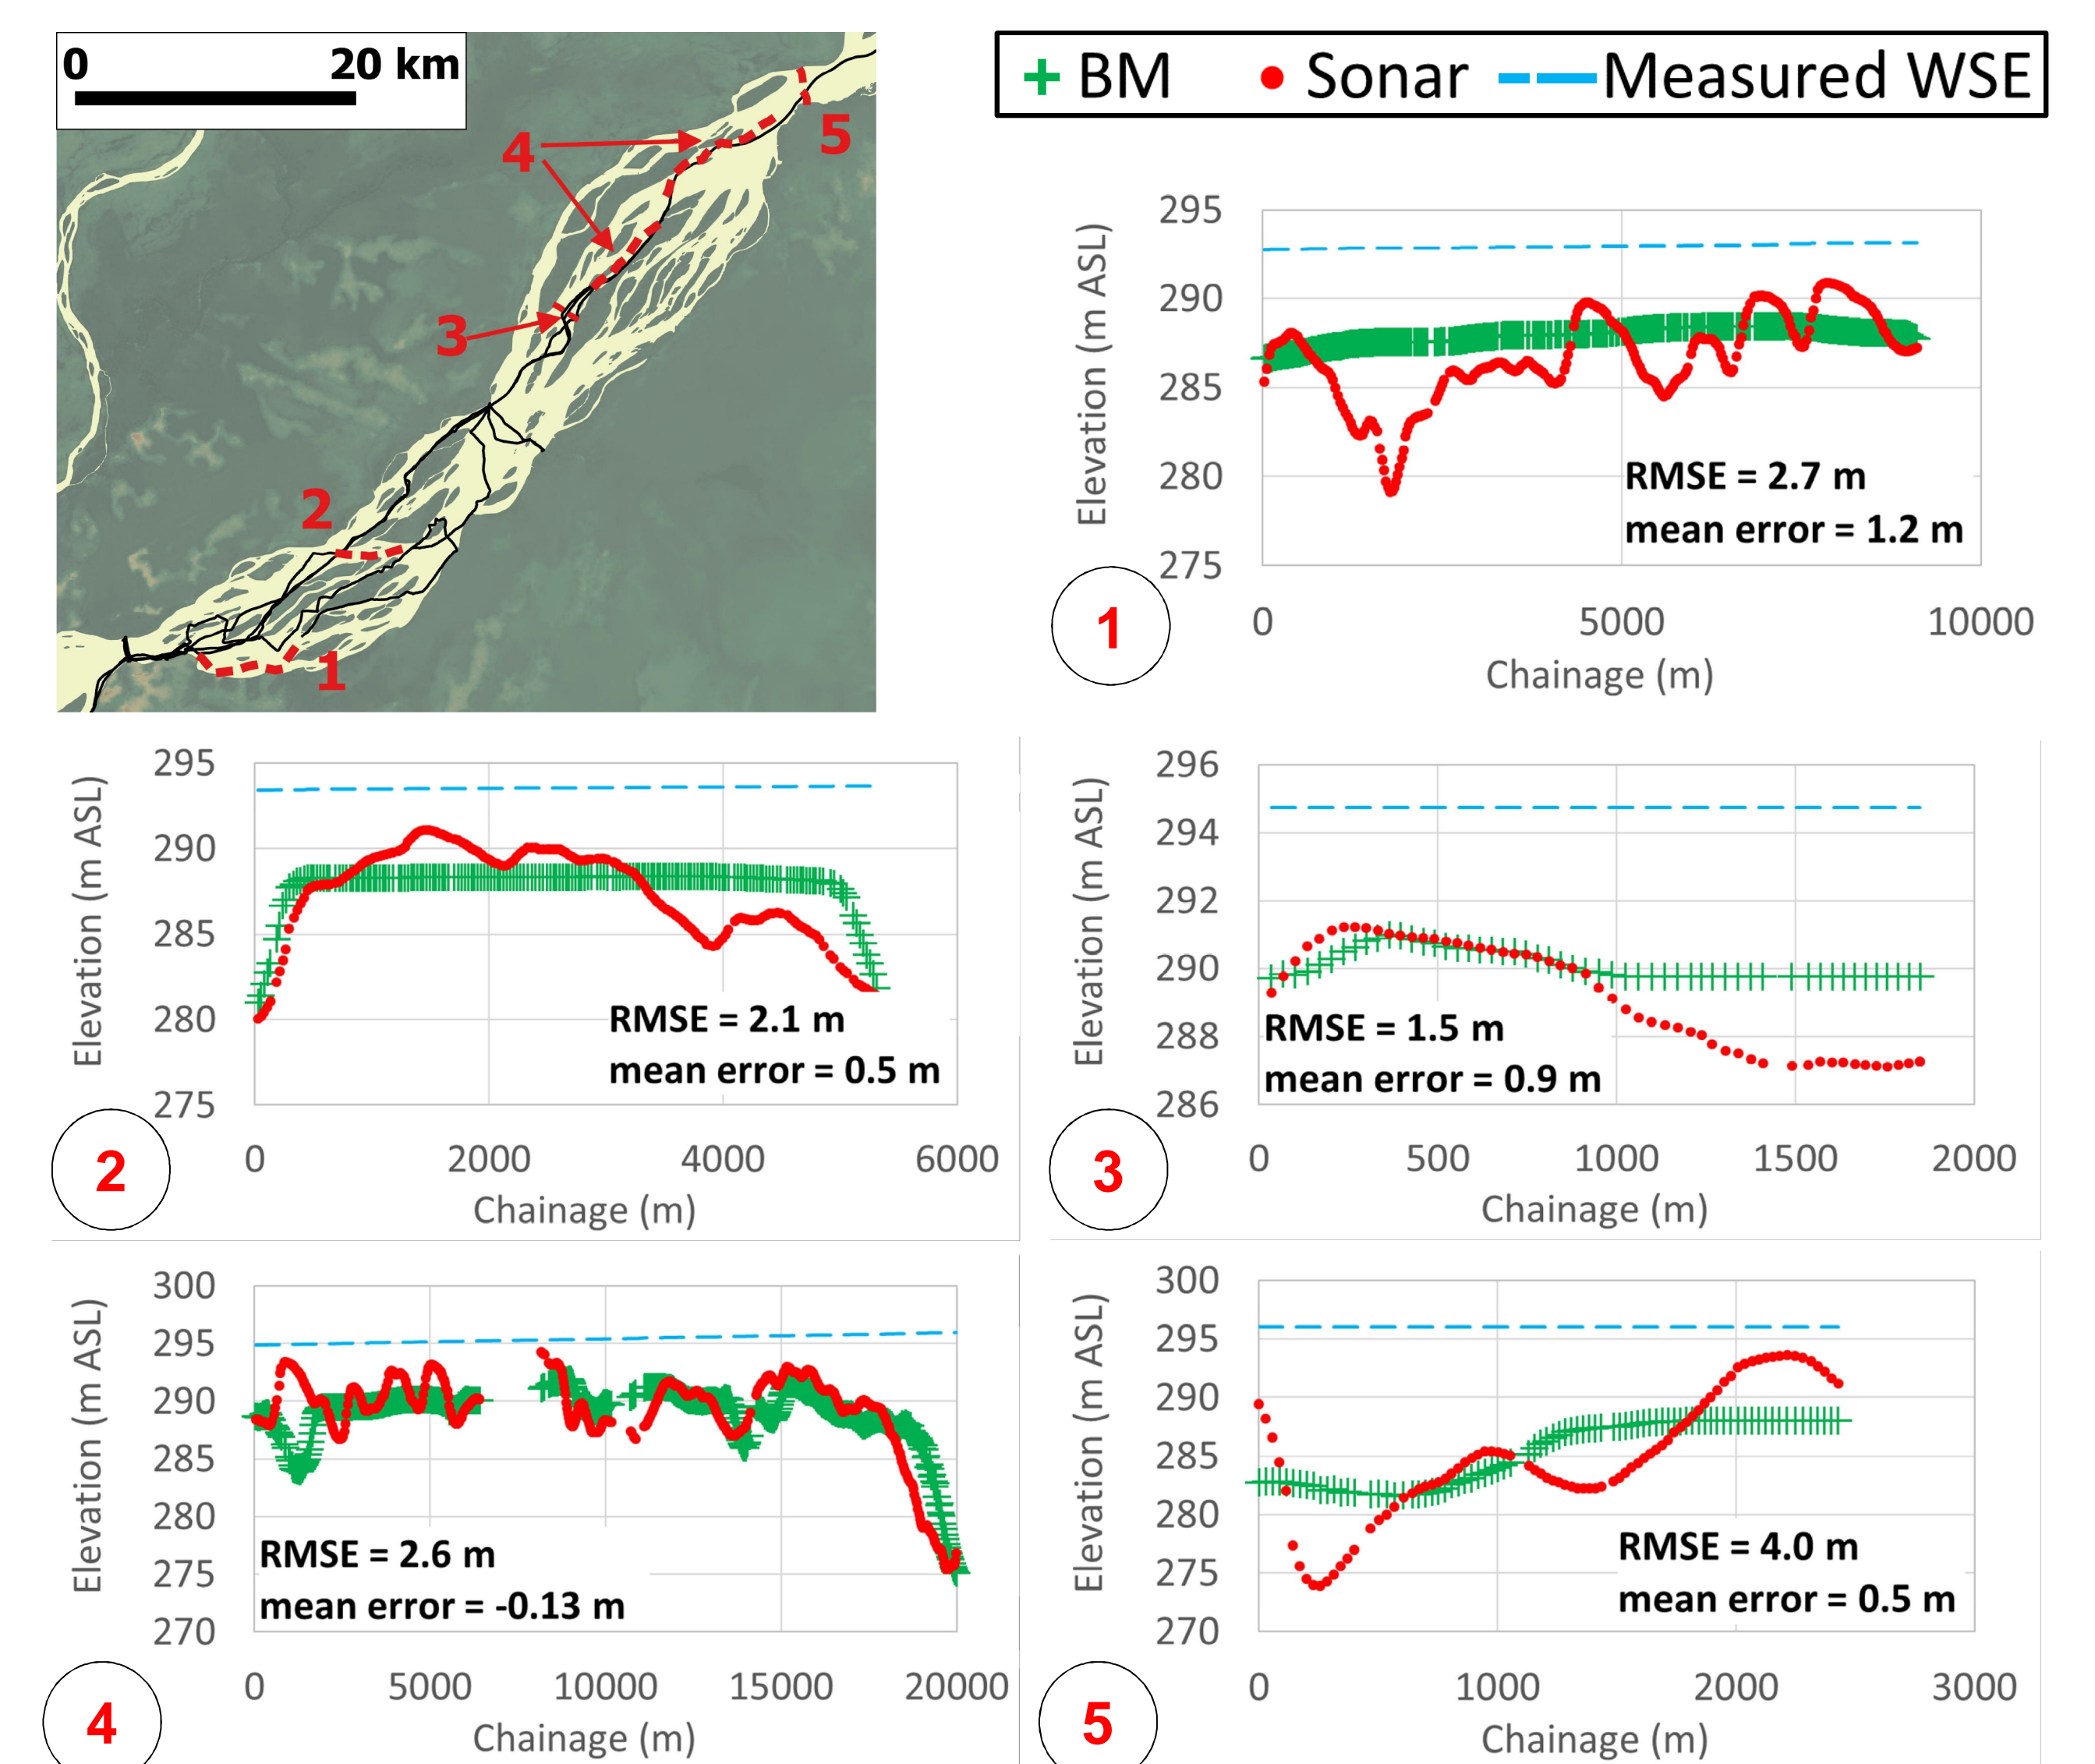 0 20 km
4
5
3
2
1
BM Sonar Measured WSE
295
290
285
280
275
Elevation (m ASL)
RMSE = 2.7 m
mean error = 1.2 m
0 5000 10000
Chainage (m)
1
295
290
285
280
275
Elevation (m ASL)
RMSE = 2.1 m
mean error = 0.5 m
0 2000 4000 6000
Chainage (m)
2
296
294
292
290
288
286
Elevation (m ASL)
RMSE = 1.5 m
mean error = 0.9 m
0 500 1000 1500 2000
Chainage (m)
3
300
295
290
285
280
275
270
Elevation (m ASL)
RMSE = 2.6 m
mean error = -0.13 m
0 5000 10000 15000 20000
Chainage (m)
4
300
295
290
285
280
275
270
Elevation (m ASL)
RMSE = 4.0 m
mean error = 0.5 m
0 1000 2000 3000
Chainage (m)
5